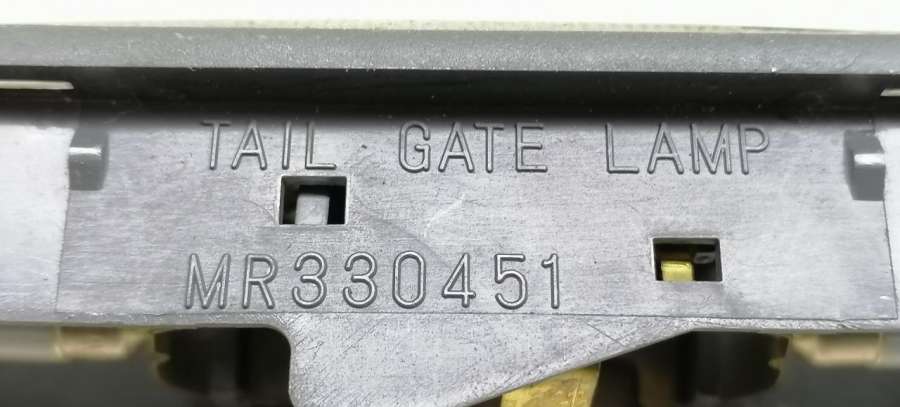 TAIL GATE LAMP
MR330451